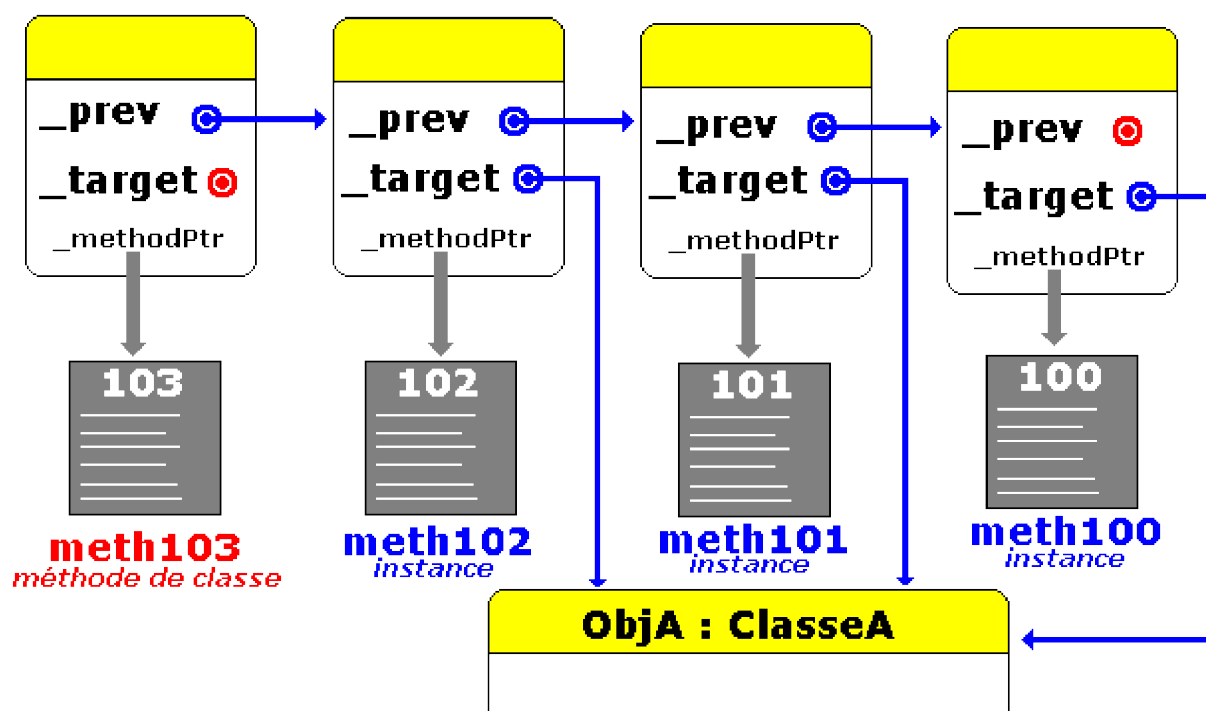 _prev
_target
_methodPtr
103
meth103
méthode de classe
_prev
_target
_methodPtr
102
meth102
instance
_prev
_target
_methodPtr
101
meth101
instance
_prev
_target
_methodPtr
100
meth100
instance
ObjA : ClasseA